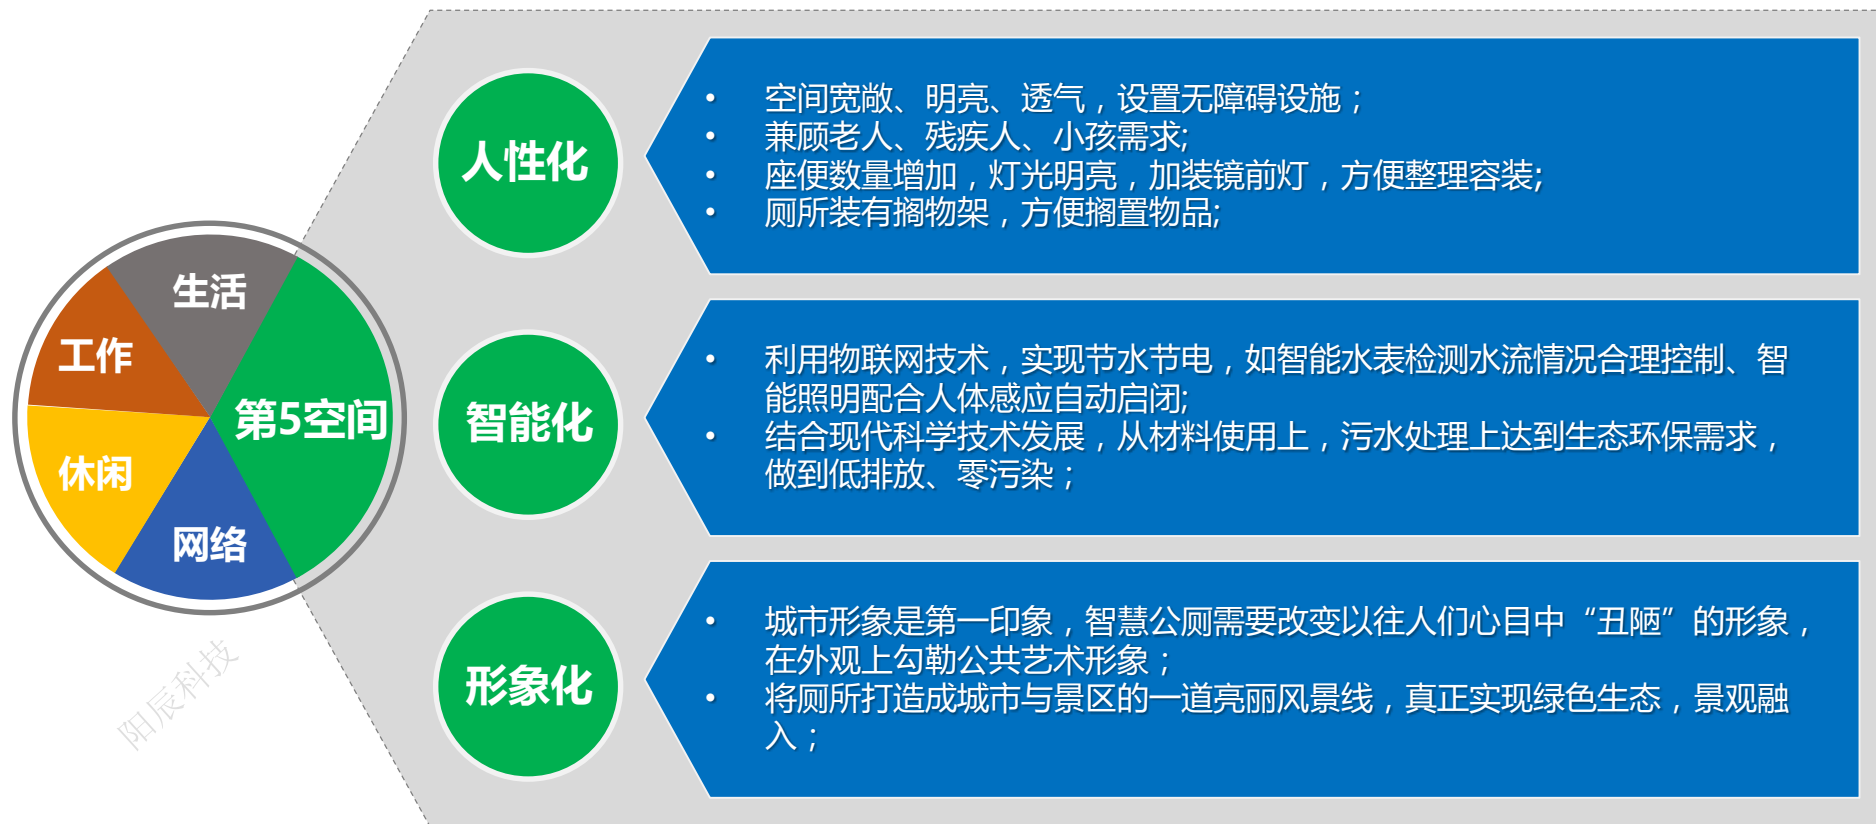 生活
工作
第5空间
休闲
网络
阳辰科技
人性化
• 空间宽敞、明亮、透气，设置无障碍设施；
• 兼顾老人、残疾人、小孩需求;
• 座便数量增加，灯光明亮，加装镜前灯，方便整理容装;
• 厕所装有搁物架，方便搁置物品;
智能化
• 利用物联网技术，实现节水节电，如智能水表检测水流情况合理控制、智
能照明配合人体感应自动启闭;
• 结合现代科学技术发展，从材料使用上，污水处理上达到生态环保需求，
做到低排放、零污染；
形象化
• 城市形象是第一印象，智慧公厕需要改变以往人们心目中“丑陋”的形象，
在外观上勾勒公共艺术形象；
• 将厕所打造成城市与景区的一道亮丽风景线，真正实现绿色生态，景观融
入；